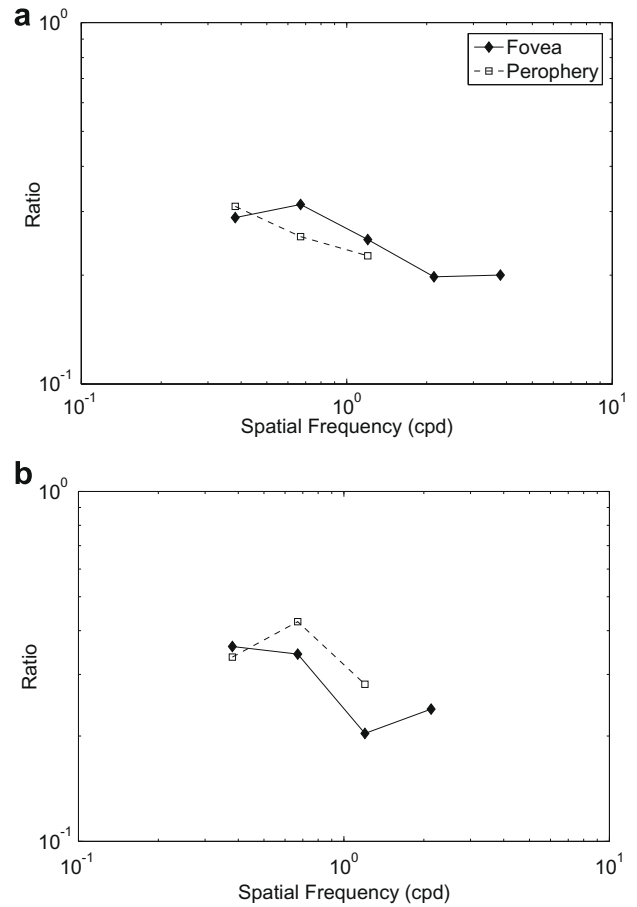 a
10^0
Fovea
Perophery
Ratio
10^-1
10^-1
10^0
10^1
Spatial Frequency (cpd)
b
10^0
Ratio
10^-1
10^-1
10^0
10^1
Spatial Frequency (cpd)